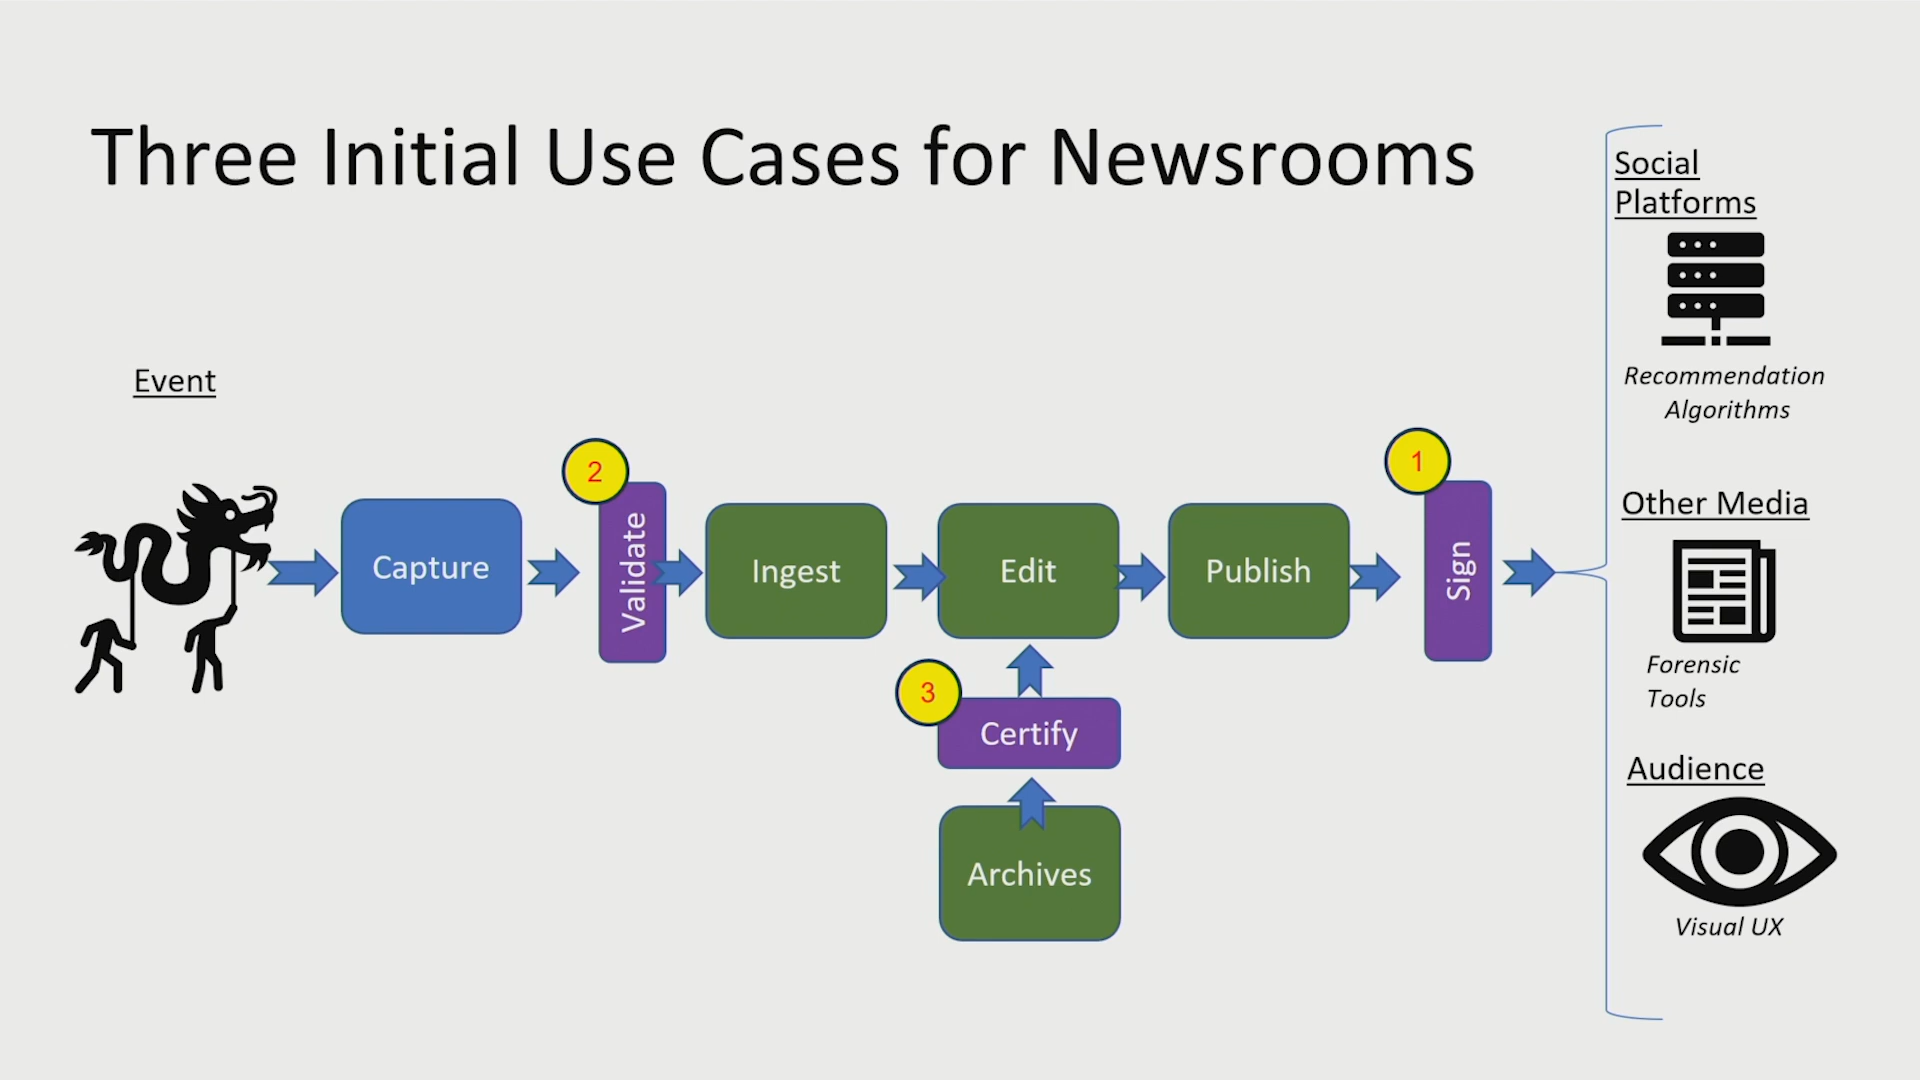 Three Initial Use Cases for Newsrooms
Event
Capture
2
Validate
Ingest
Edit
Publish
1
Sign
3
Certify
Archives
Social
Platforms
Recommendation
Algorithms
Other Media
Forensic
Tools
Audience
Visual UX